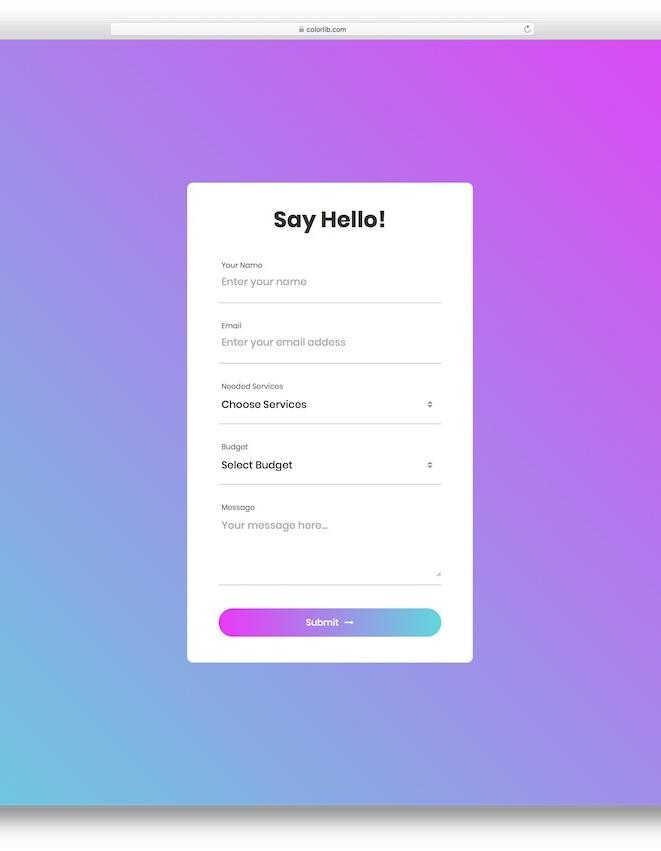 colorlib.com
Say Hello!
Your Name
Enter your name
Email
Enter your email addess
Needed Services
Choose Services
Budget
Select Budget
Message
Your message here...
Submit →